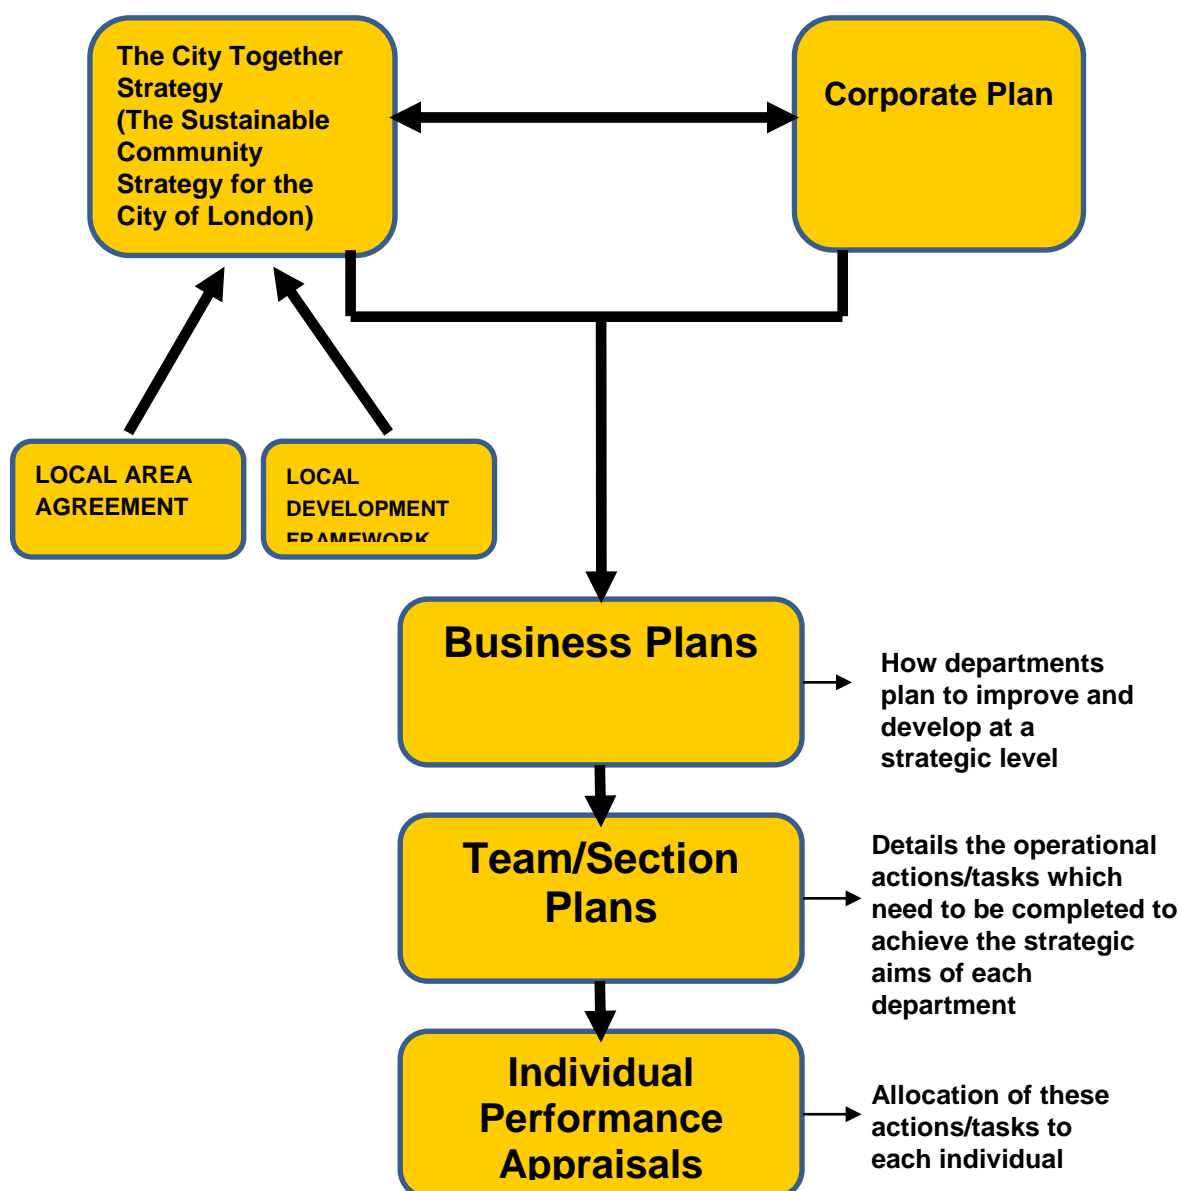 The City Together
Strategy
(The Sustainable
Community
Strategy for the
City of London)
Corporate Plan
LOCAL AREA
AGREEMENT
LOCAL
DEVELOPMENT
FRAMEWORK
Business Plans
How departments
plan to improve and
develop at a
strategic level
Team/Section
Plans
Details the operational
actions/tasks which
need to be completed to
achieve the strategic
aims of each
department
Individual
Performance
Appraisals
Allocation of these
actions/tasks to
each individual